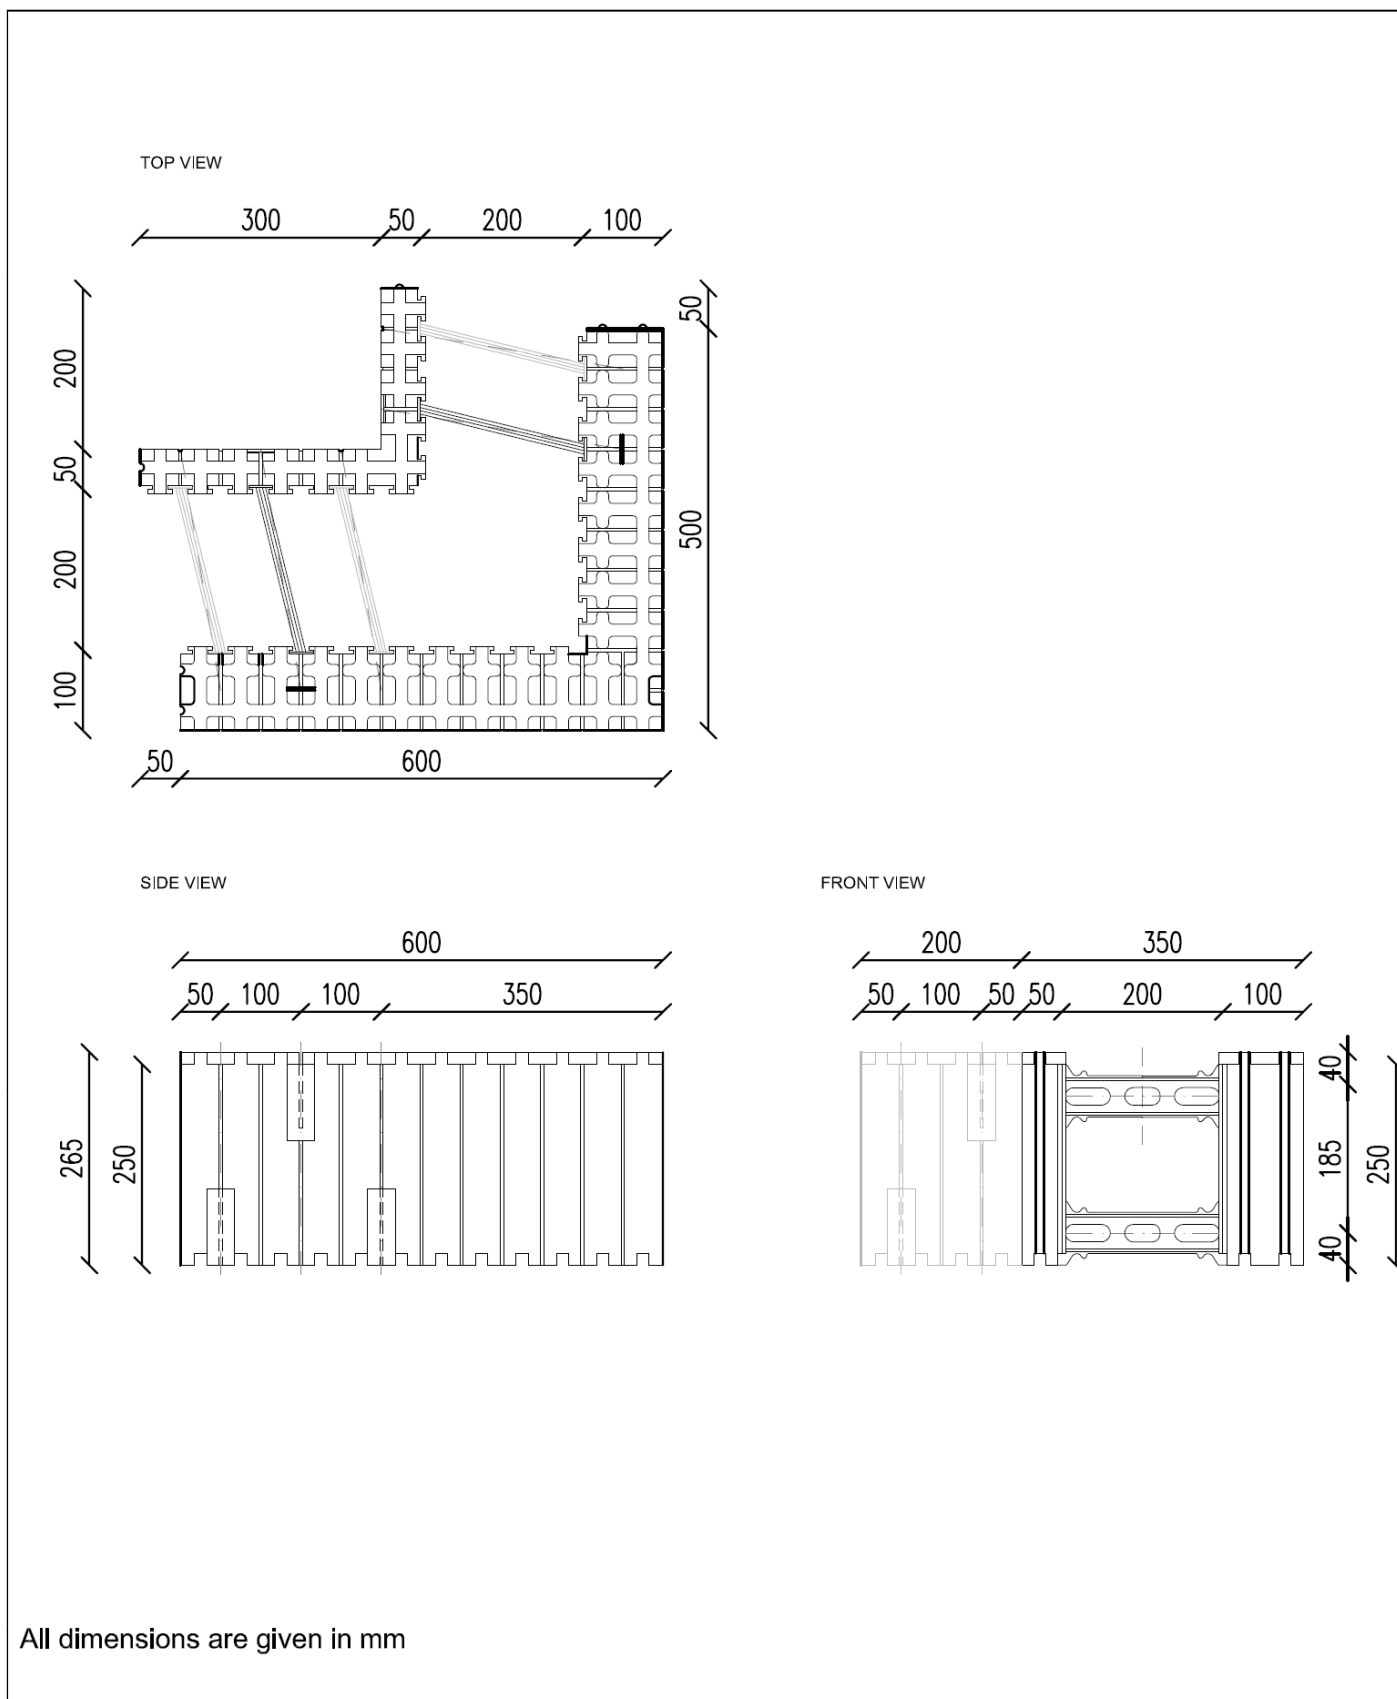 TOP VIEW
300 50 200 100
200
50
200
100
50
500
50 600
SIDE VIEW
600
50 100 100 350
265
250
FRONT VIEW
200 350
50 100 50 50 200 100
40
185
40
250
All dimensions are given in mm